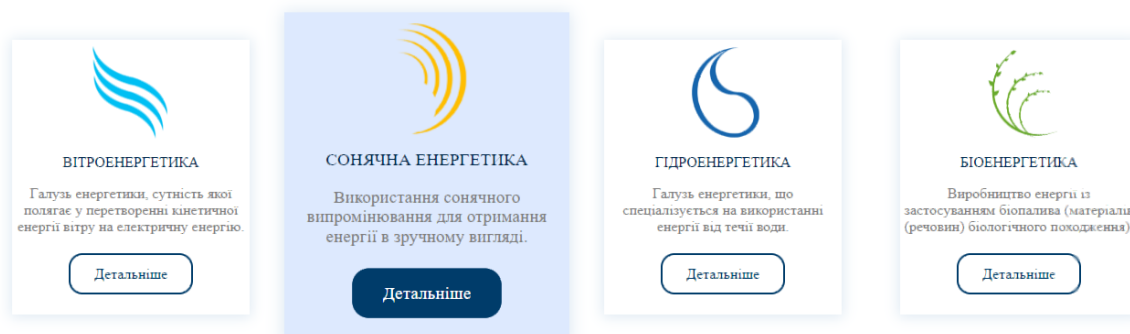 ВІТРОЕНЕРГЕТИКА
Галузь енергетики, сутність якої
полягає у перетворенні кінетичної
енергії вітру на електричну енергію.
Детальніше
СОНЯЧНА ЕНЕРГЕТИКА
Використання сонячного
випромінювання для отримання
енергії в зручному вигляді.
Детальніше
ГІДРОЕНЕРГЕТИКА
Галузь енергетики, що
спеціалізується на використанні
енергії від течії води.
Детальніше
БІОЕНЕРГЕТИКА
Виробництво енергії із
застосуванням біопалива (матеріали
(речовин) біологічного походження)
Детальніше